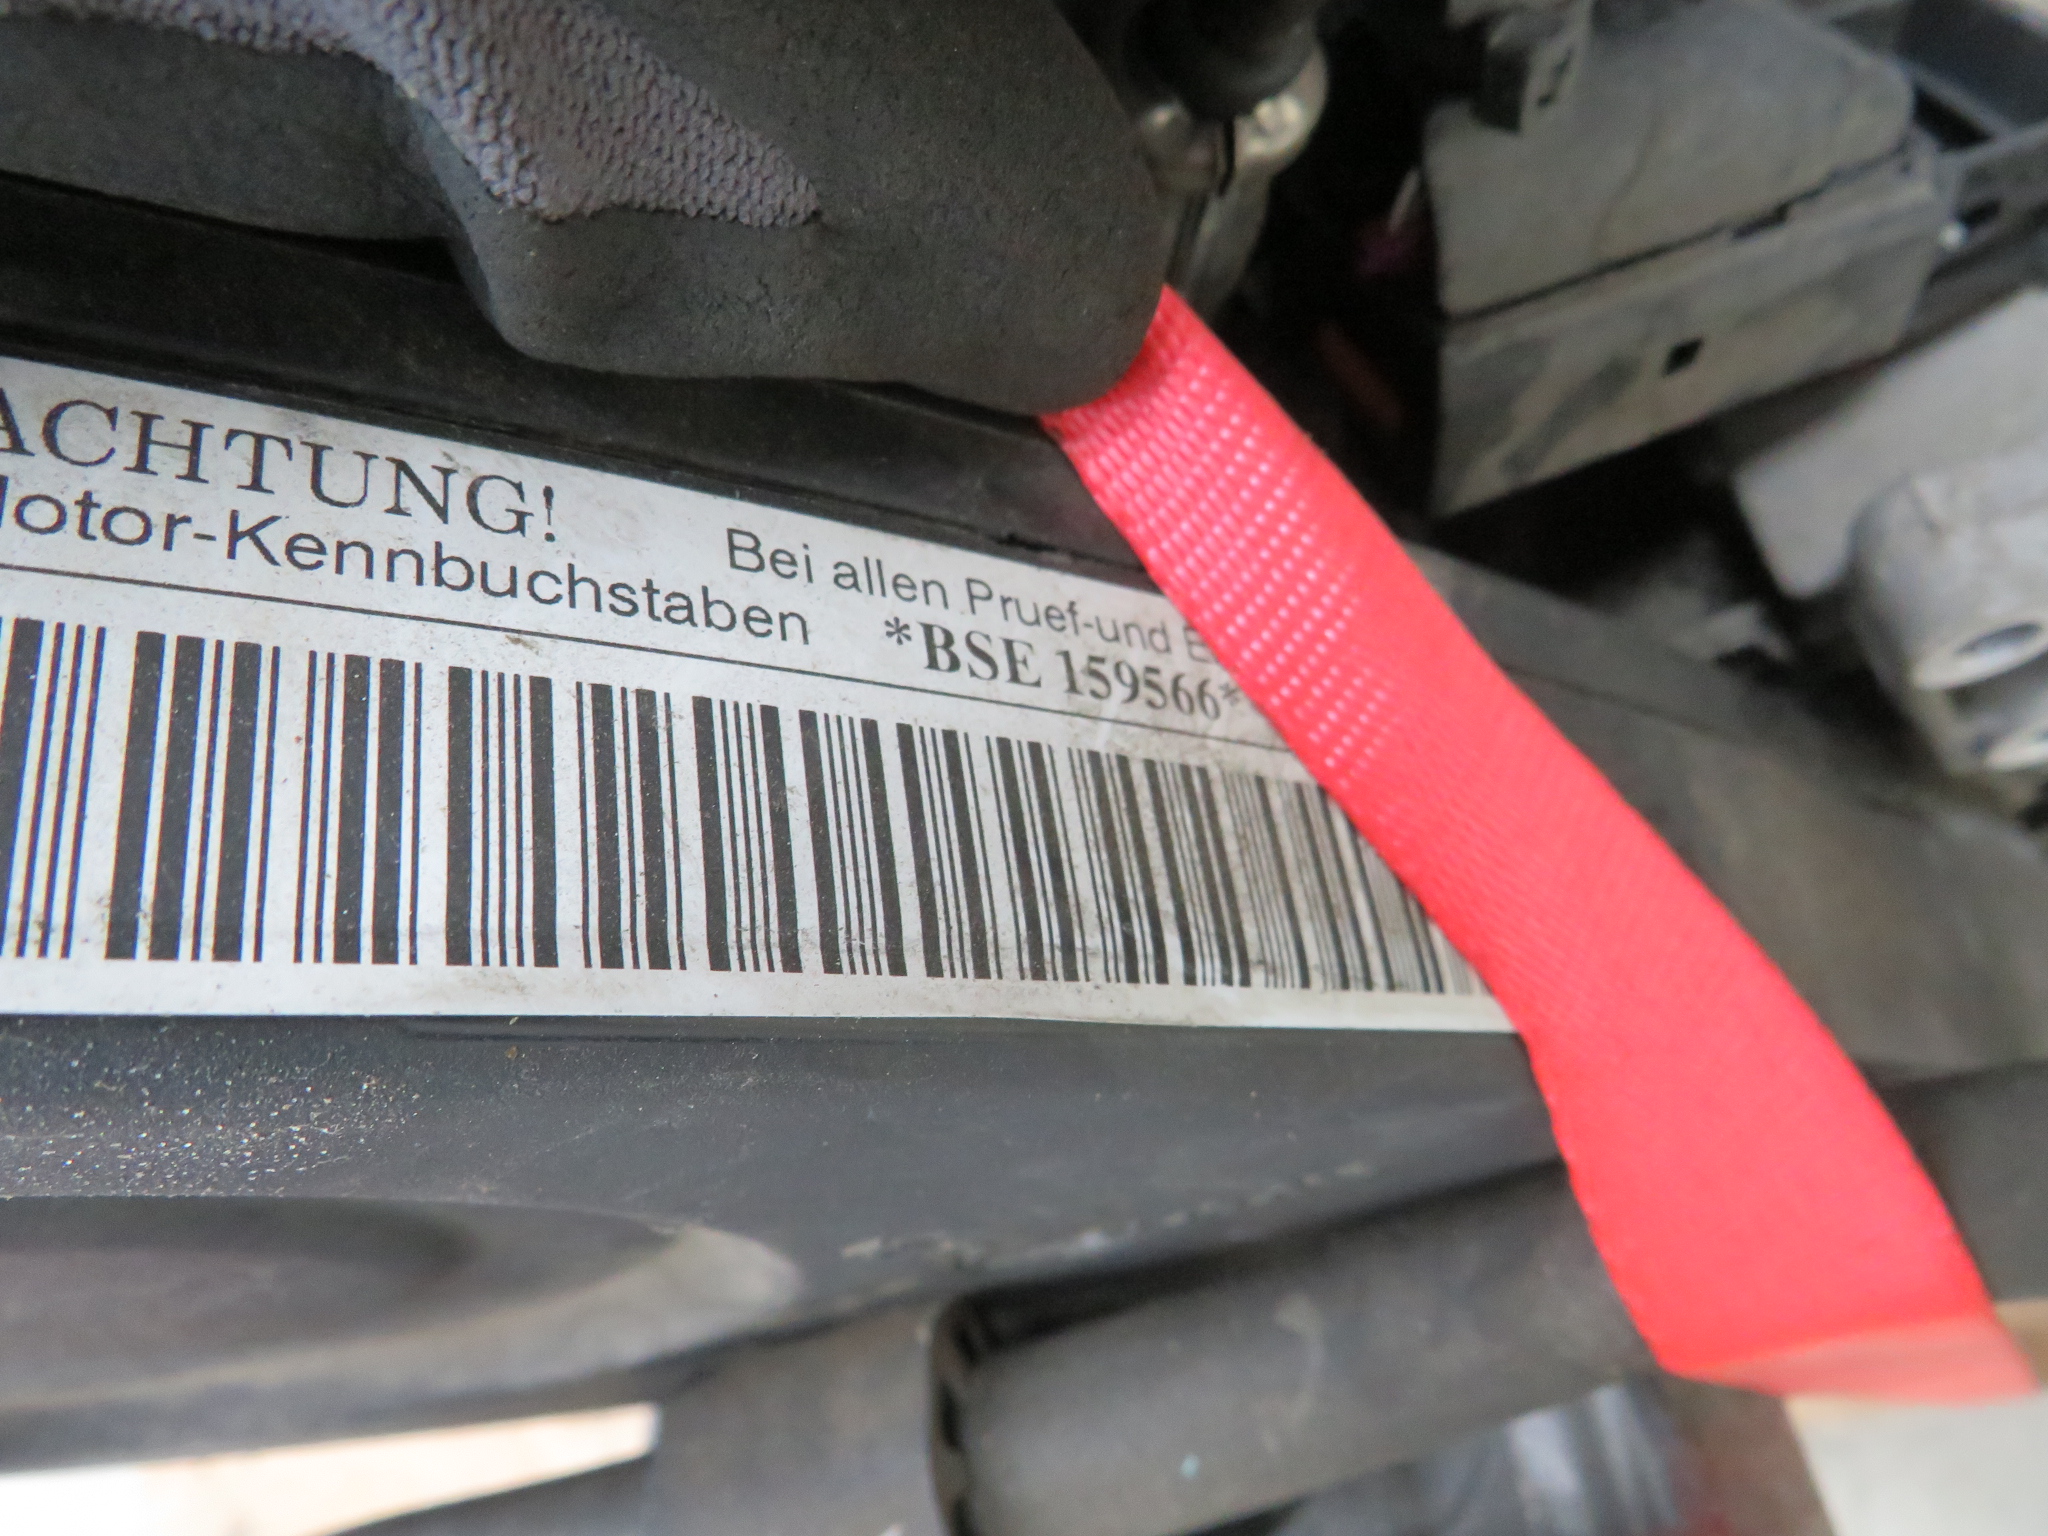 ACHTUNG! Bei allen Pruef-und
Motor-Kennbuchstaben *BSE 159566*